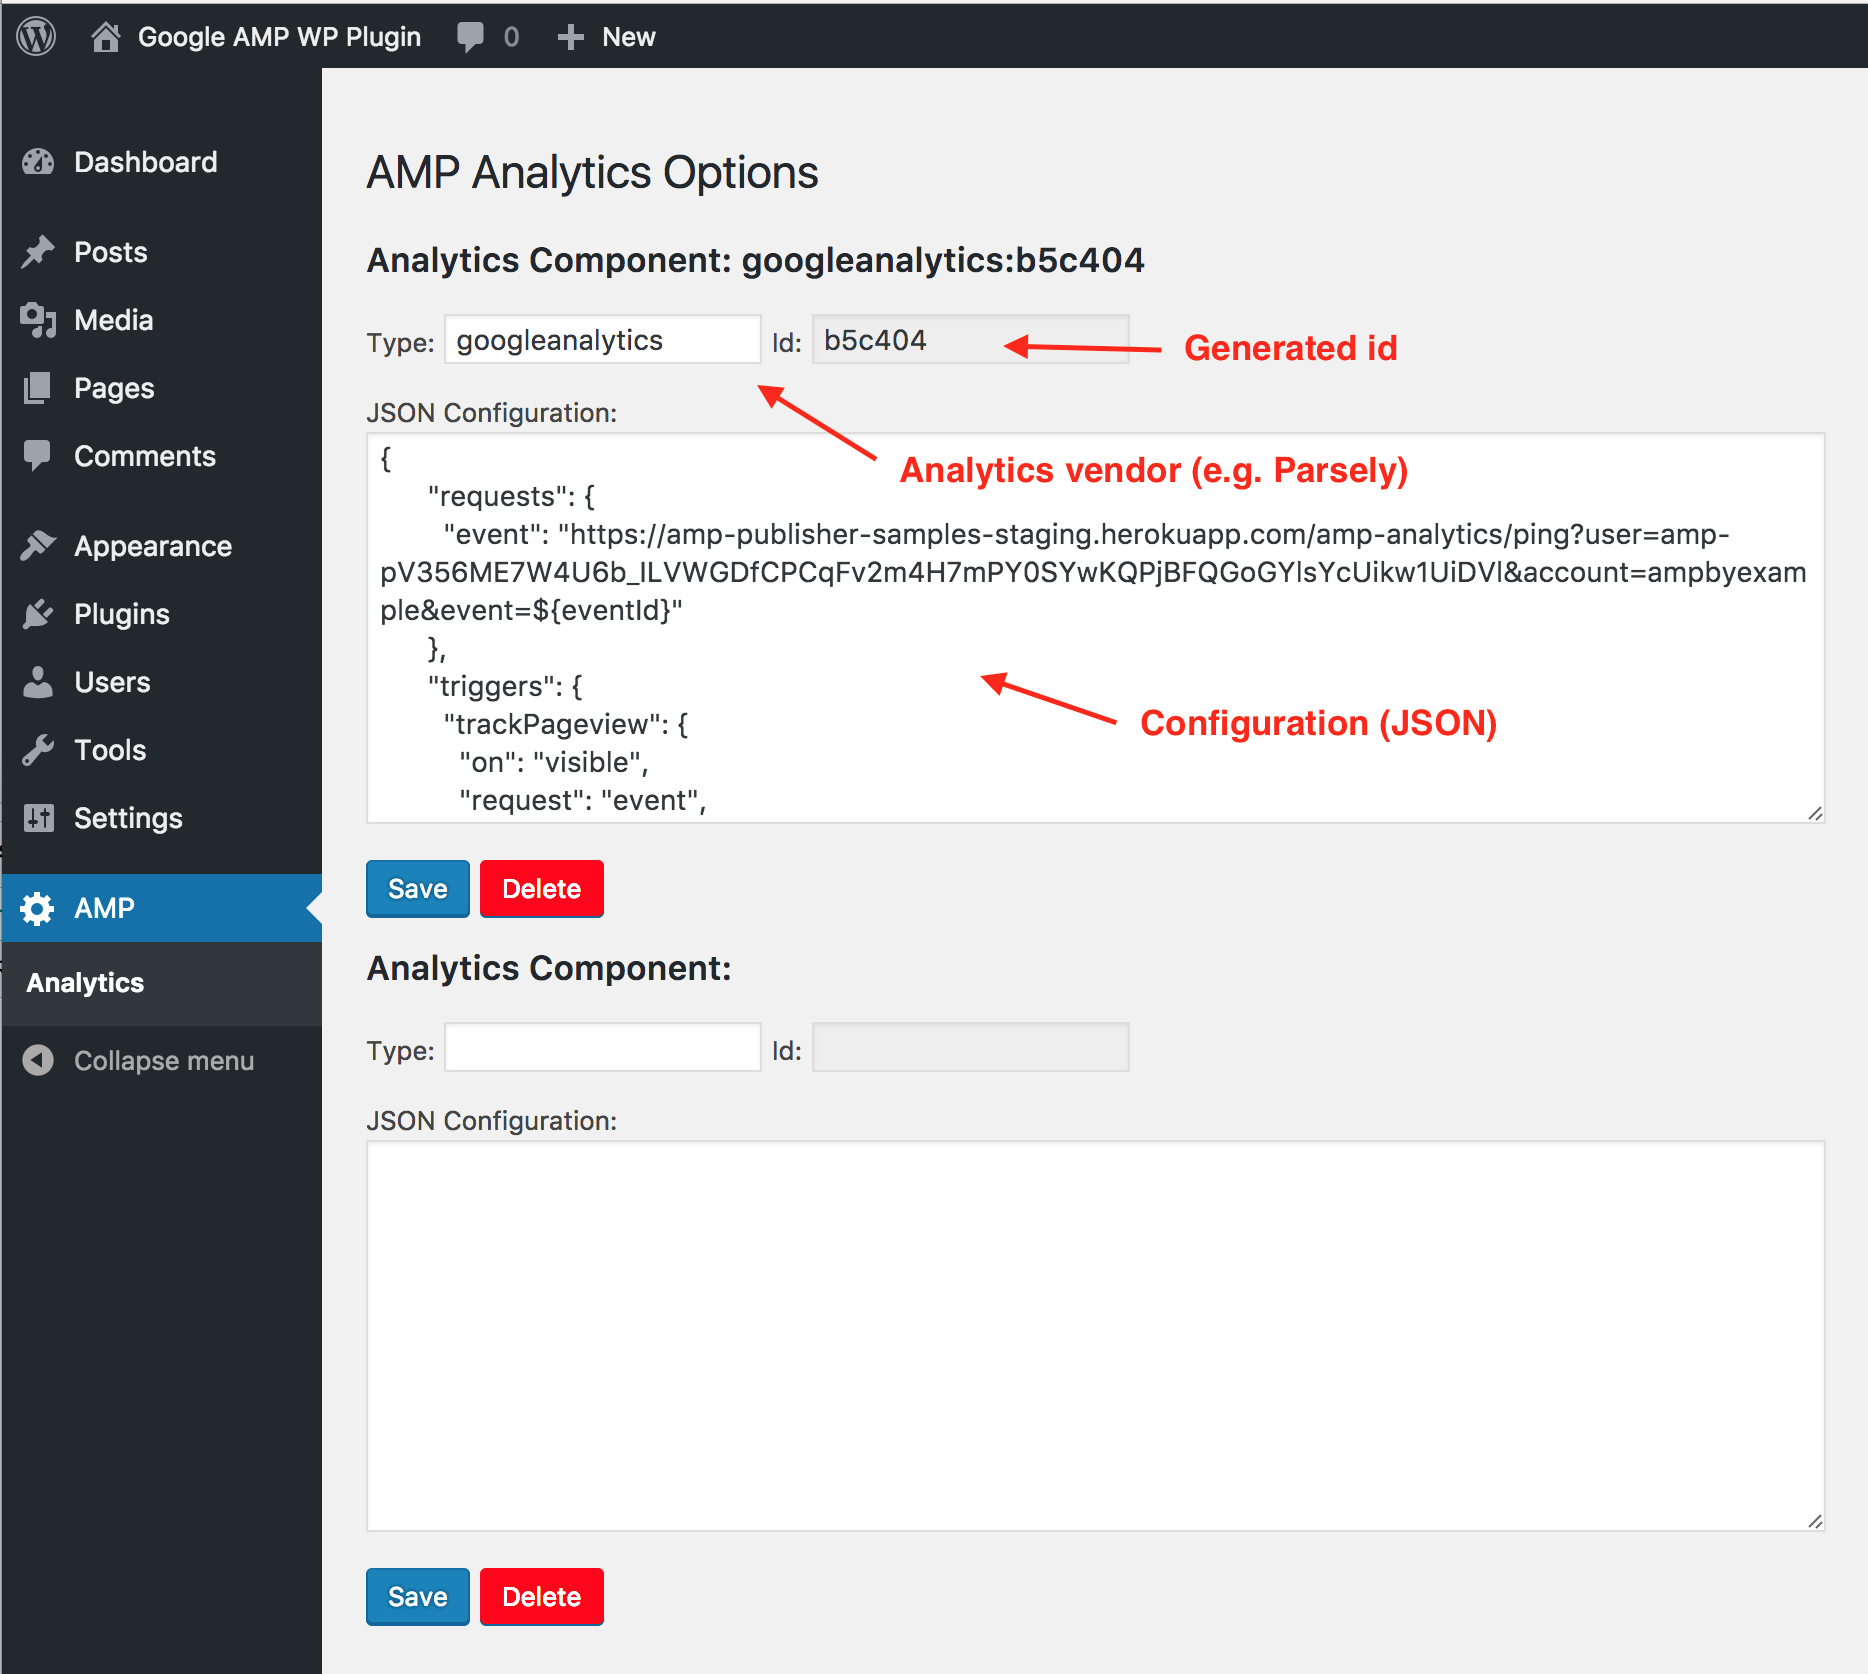 Google AMP WP Plugin 0 New
Dashboard
Posts
Media
Pages
Comments
Appearance
Plugins
Users
Tools
Settings
AMP
Analytics
Collapse menu
AMP Analytics Options
Analytics Component: googleanalytics:b5c404
Type: googleanalytics Id: b5c404
Generated id
JSON Configuration:
Analytics vendor (e.g. Parsely)
{
"requests": {
"event": "https://amp-publisher-samples-staging.herokuapp.com/amp-analytics/ping?user=amp-
pV356ME7W4U6b_ILVWGDfCPCqFv2m4H7mPY0SYwKQPjBFQGoGYlsYcUikw1UiDVl&account=ampbyexam
ple&event=${eventId}"
},
"triggers": {
"trackPageview": {
"on": "visible",
"request": "event",
Configuration (JSON)
Save Delete
Analytics Component:
Type: Id:
JSON Configuration:
Save Delete